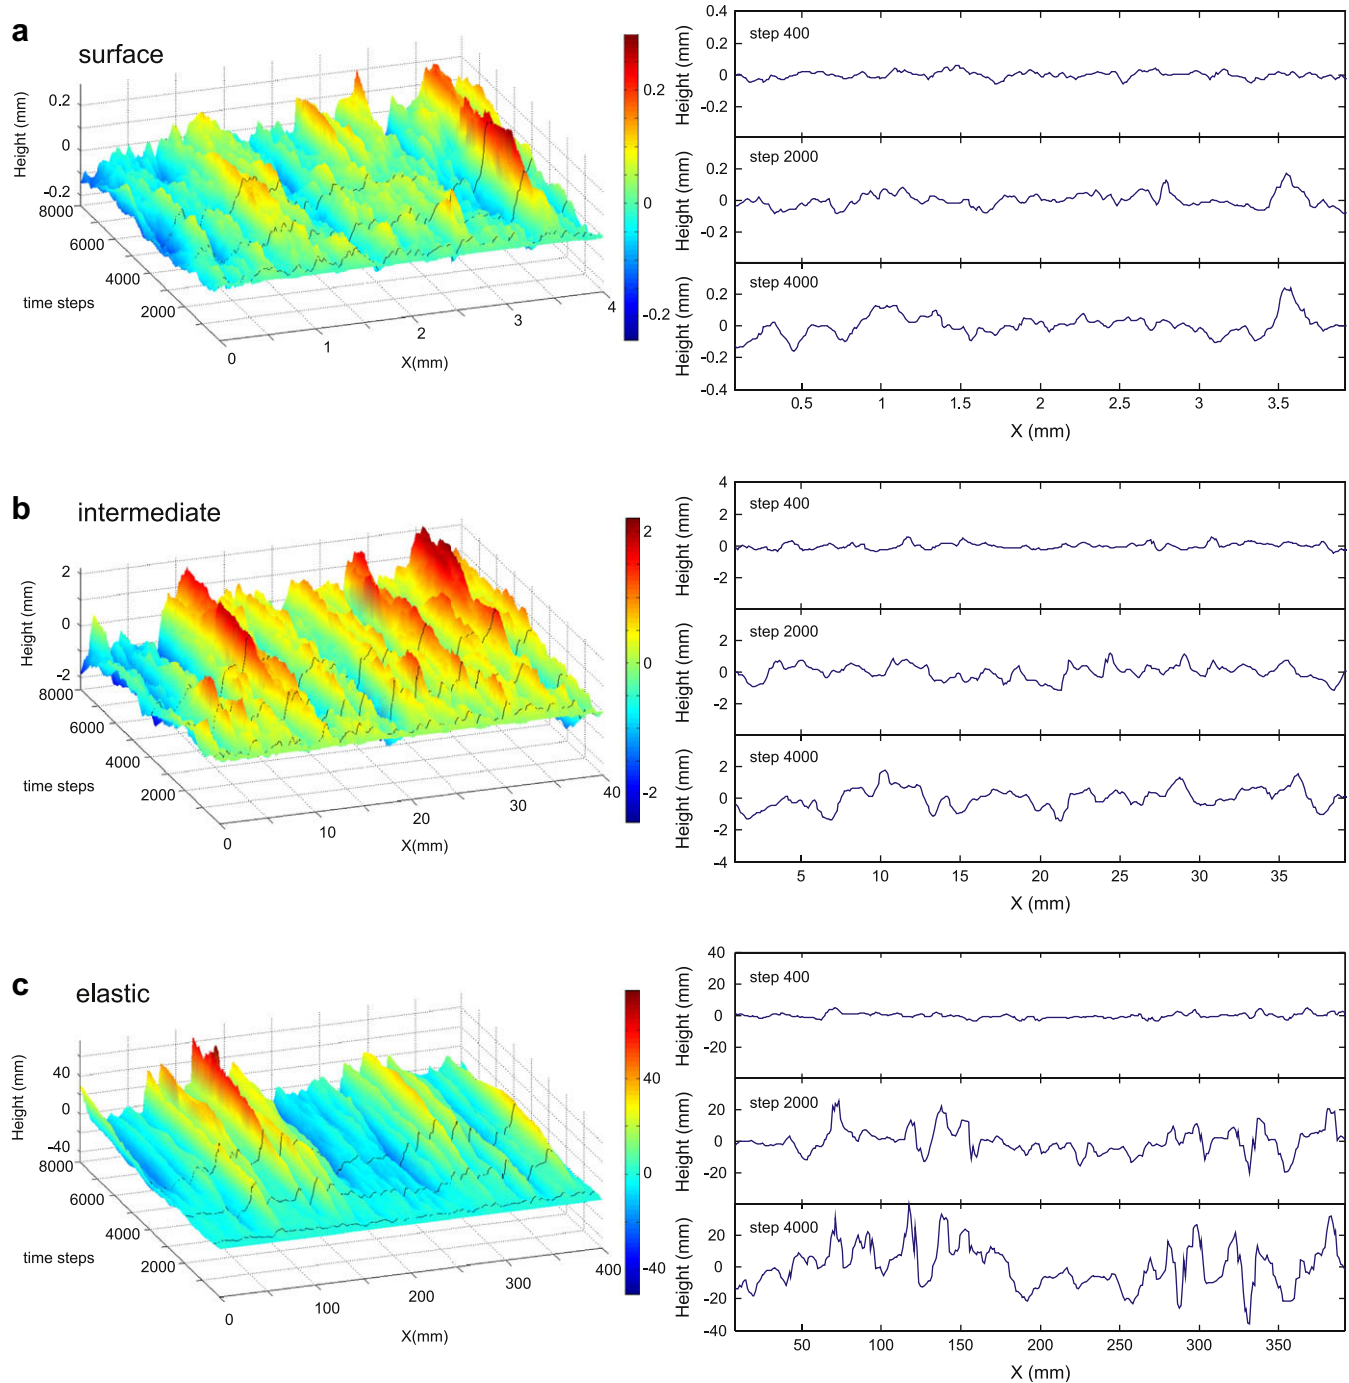 a
surface
Height (mm)
0.2
0
-0.2
8000
6000
4000
2000
time steps
0
1
2
3
4
X(mm)
0.2
0
-0.2
Height (mm)
0.4
0.2
0
-0.2
step 400
Height (mm)
0.2
0
-0.2
step 2000
Height (mm)
0.2
0
-0.2
-0.4
step 4000
0.5
1
1.5
2
2.5
3
3.5
X (mm)
b
intermediate
Height (mm)
2
0
-2
8000
6000
4000
2000
time steps
0
10
20
30
40
X(mm)
2
0
-2
Height (mm)
4
2
0
-2
step 400
Height (mm)
2
0
-2
step 2000
Height (mm)
2
0
-2
-4
step 4000
5
10
15
20
25
30
35
X (mm)
c
elastic
Height (mm)
40
0
-40
8000
6000
4000
2000
time steps
0
100
200
300
400
X(mm)
40
0
-40
Height (mm)
40
20
0
-20
step 400
Height (mm)
20
0
-20
step 2000
Height (mm)
20
0
-20
-40
step 4000
50
100
150
200
250
300
350
X (mm)